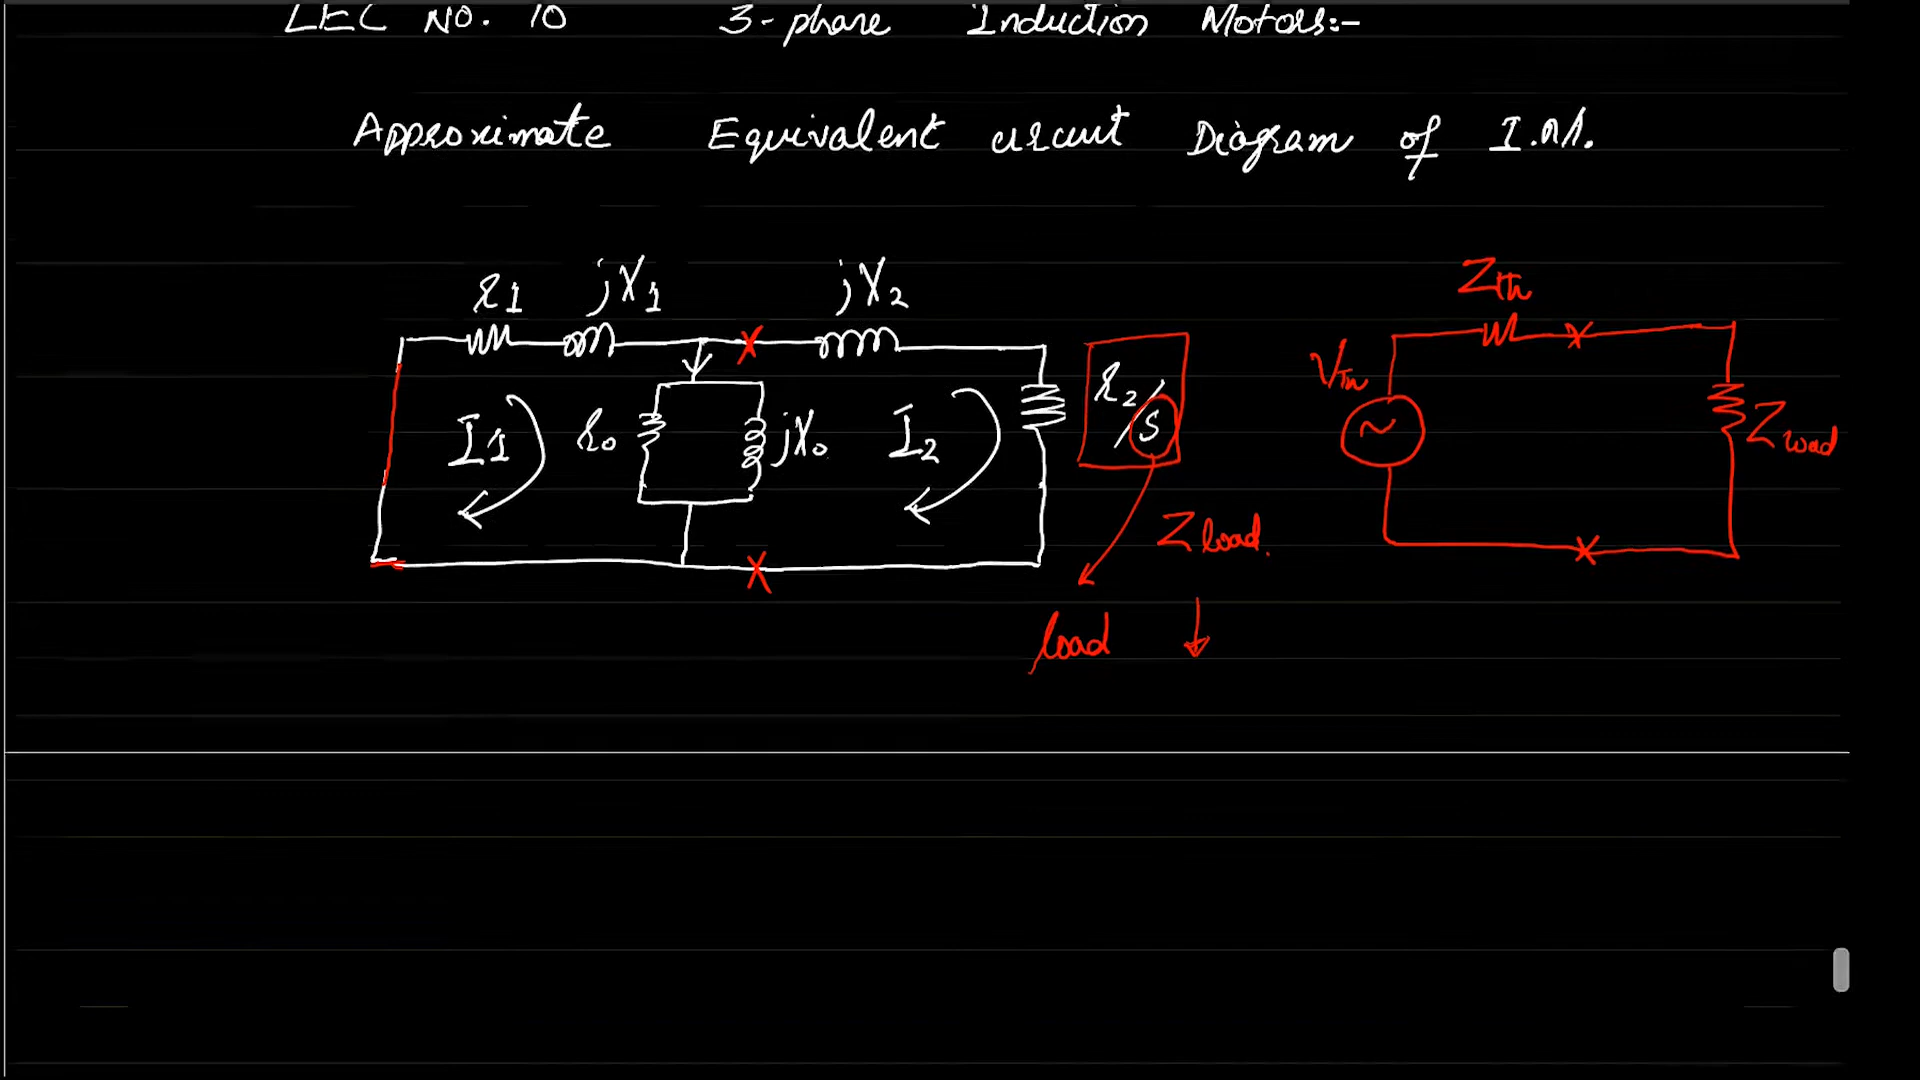 LEC NO. 10 3-phase Induction Motors:-
Approximate Equivalent circuit Diagram of I.M.
r1 jX1 jX2 Zth
Vth
r2/s
I1 r0 jX0 I2 Zload
Zload.
load ↓